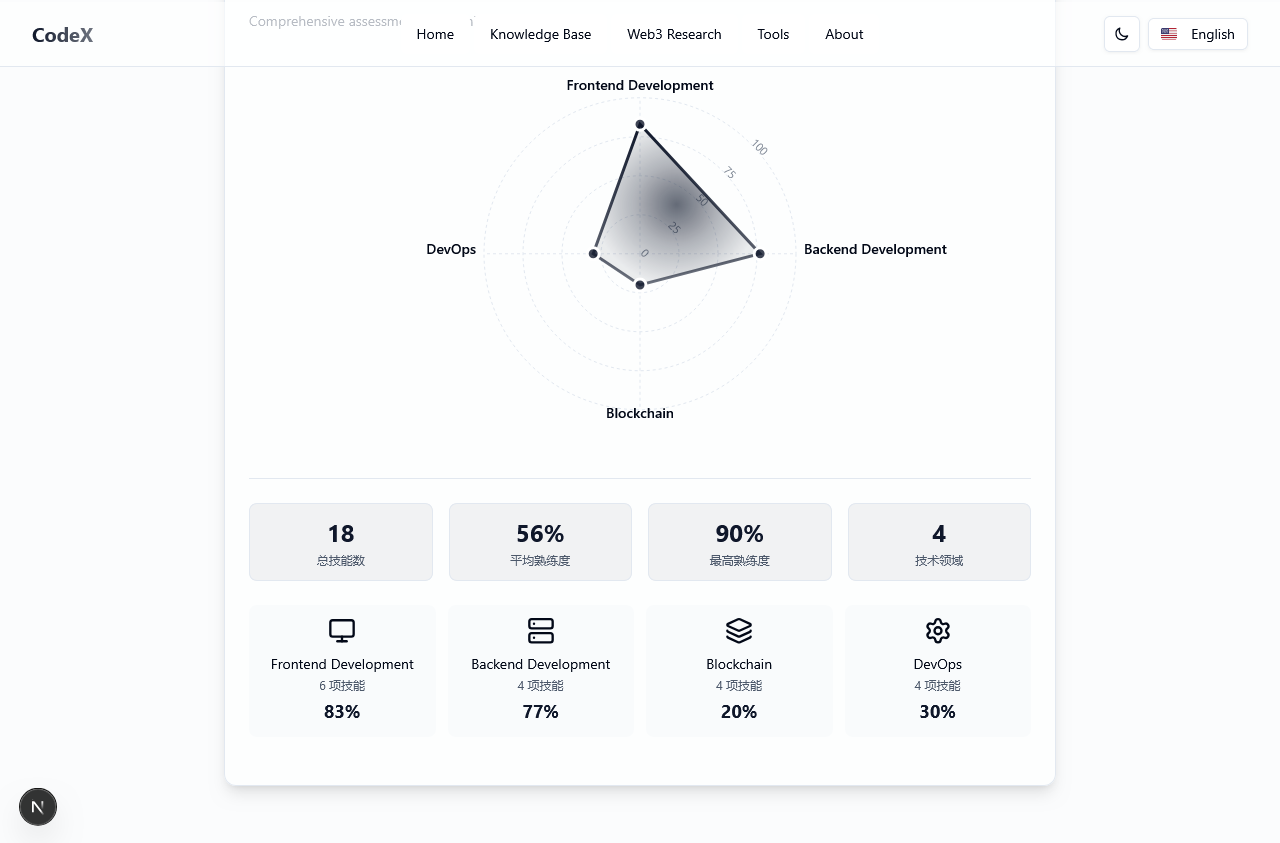 CodeX
Home
Knowledge Base
Web3 Research
Tools
About
English
Comprehensive
Frontend Development
100
75
50
25
0
DevOps
Backend Development
Blockchain
18
总技能数
56%
平均熟练度
90%
最高熟练度
4
技术领域
Frontend Development
6 项技能
83%
Backend Development
4 项技能
77%
Blockchain
4 项技能
20%
DevOps
4 项技能
30%
N